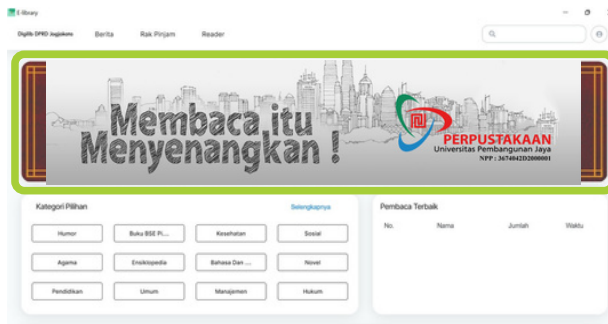 E-library
Digilib DPRD Jogjakota Berita Rak Pinjam Reader
Membaca itu
Menyenangkan !
PERPUSTAKAAN
Universitas Pembangunan Jaya
NPP : 3674042D2000001
Kategori Pilihan Selengkapnya
Humor Buku BSE Pi.... Kesehatan Sosial
Agama Ensiklopedia Bahasa Dan .... Novel
Pendidikan Umum Manajemen Hukum
Pembaca Terbaik
No. Nama Jumlah Waktu